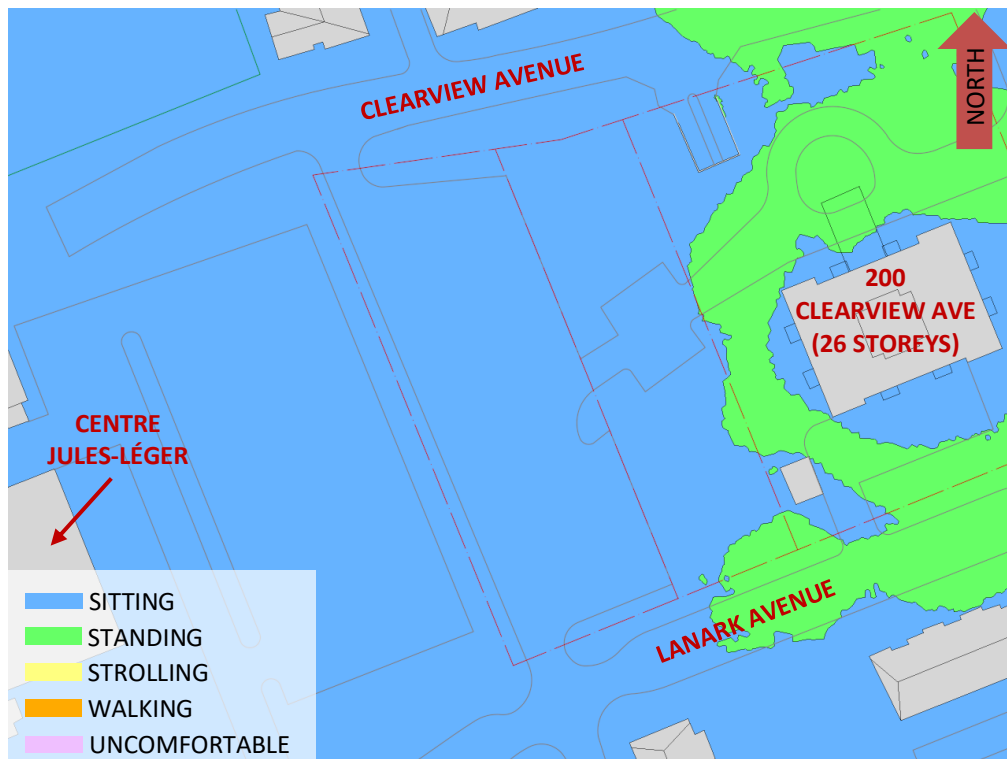 NORTH
CLEARVIEW AVENUE
200
CLEARVIEW AVE
(26 STOREYS)
CENTRE
JULES-LÉGER
LANARK AVENUE
SITTING
STANDING
STROLLING
WALKING
UNCOMFORTABLE